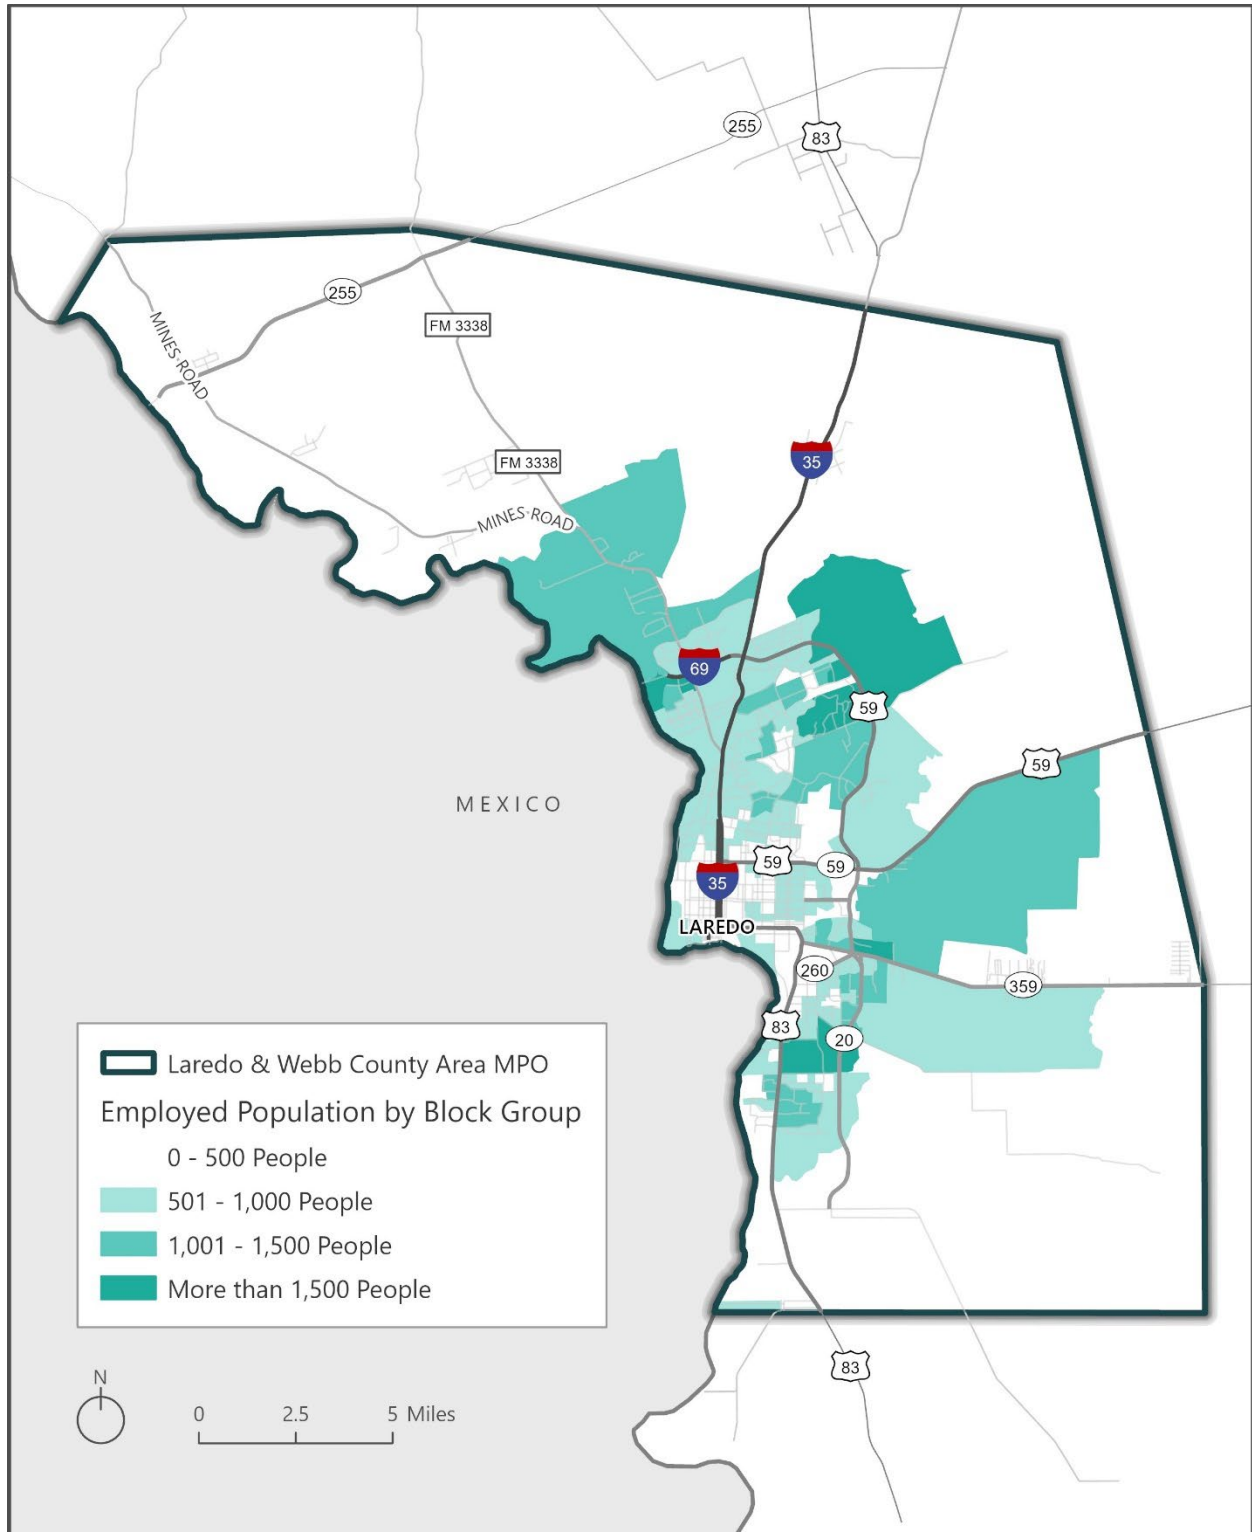 255
83
255
MINES ROAD
FM 3338
35
FM 3338
MINES ROAD
69
59
59
MEXICO
59
59
35
LAREDO
260
359
83
20
Laredo & Webb County Area MPO
Employed Population by Block Group
0 - 500 People
501 - 1,000 People
1,001 - 1,500 People
More than 1,500 People
83
N
0 2.5 5 Miles